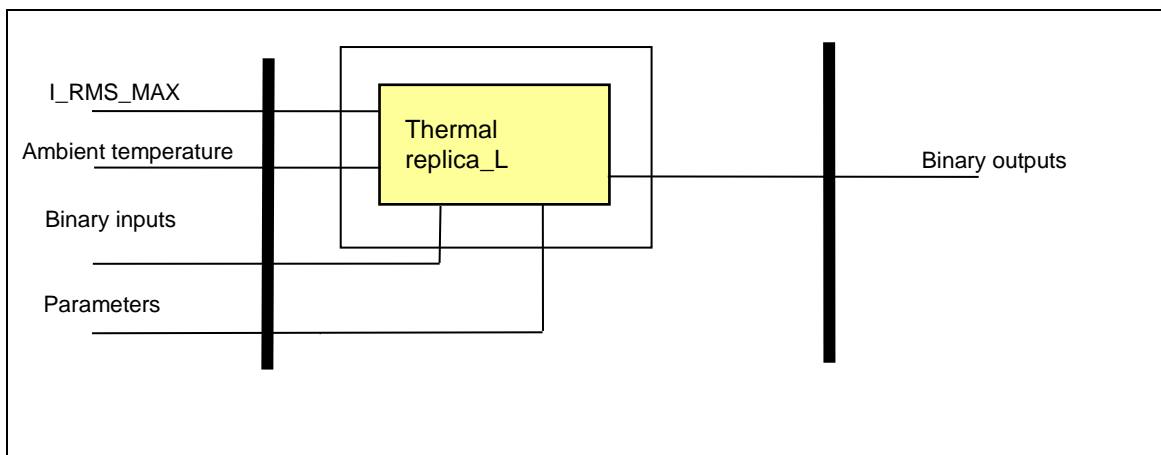 I_RMS_MAX
Ambient temperature
Binary inputs
Parameters
Thermal
replica_L
Binary outputs